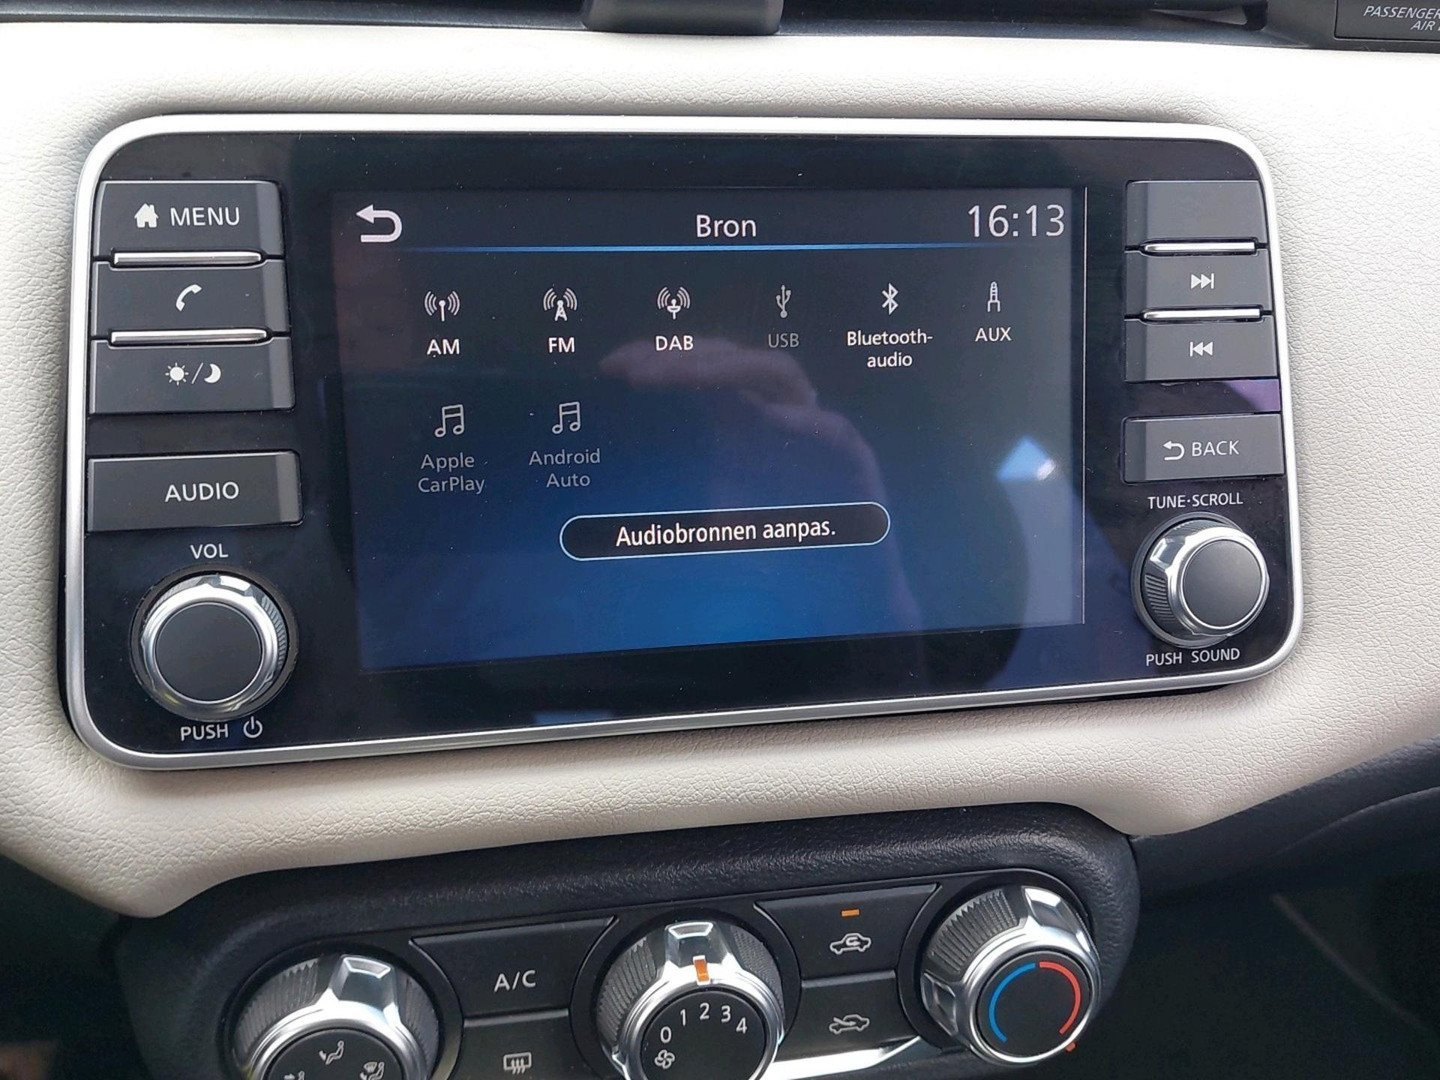 PASSENGER
AIR
MENU
AUDIO
VOL
PUSH
Bron
16:13
AM
FM
DAB
USB
Bluetooth-
audio
AUX
Apple
CarPlay
Android
Auto
Audiobronnen aanpas.
BACK
TUNE·SCROLL
PUSH SOUND
A/C
0 1 2 3 4